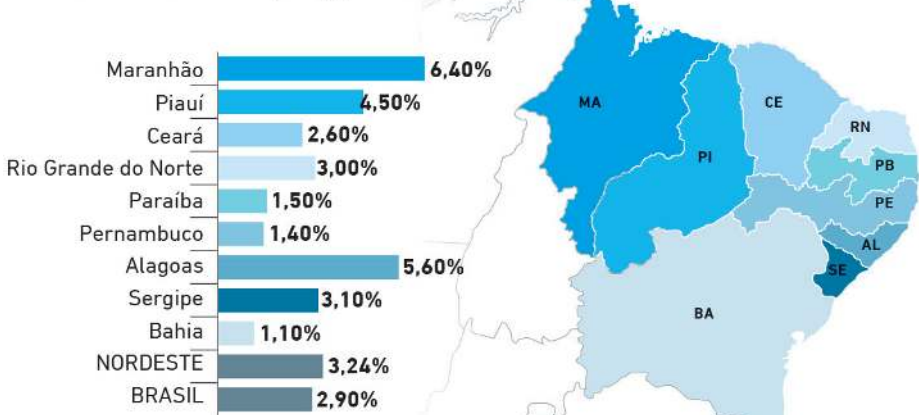 Maranhão 6,40%
Piauí 4,50%
Ceará 2,60%
Rio Grande do Norte 3,00%
Paraíba 1,50%
Pernambuco 1,40%
Alagoas 5,60%
Sergipe 3,10%
Bahia 1,10%
NORDESTE 3,24%
BRASIL 2,90%
MA
CE
RN
PI
PB
PE
AL
SE
BA